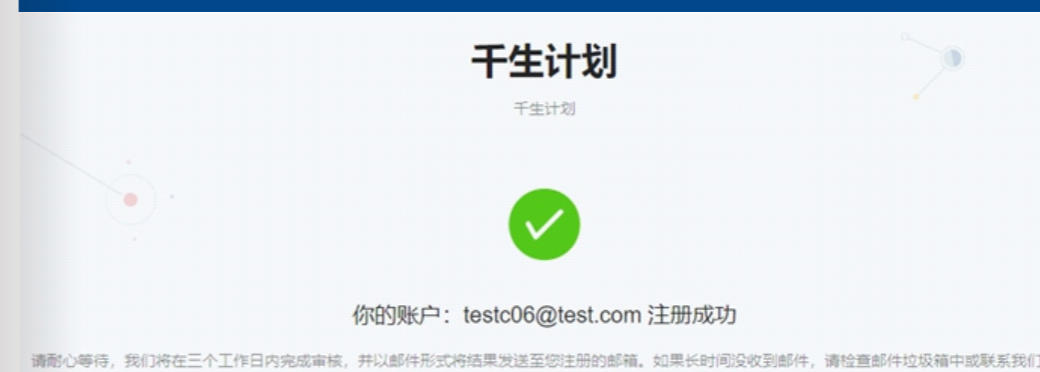 千生计划
千生计划
你的账户：testc06@test.com 注册成功
请耐心等待，我们将在三个工作日内完成审核，并以邮件形式将结果发送至您注册的邮箱。如果长时间没收到邮件，请检查邮件垃圾箱中或联系我们